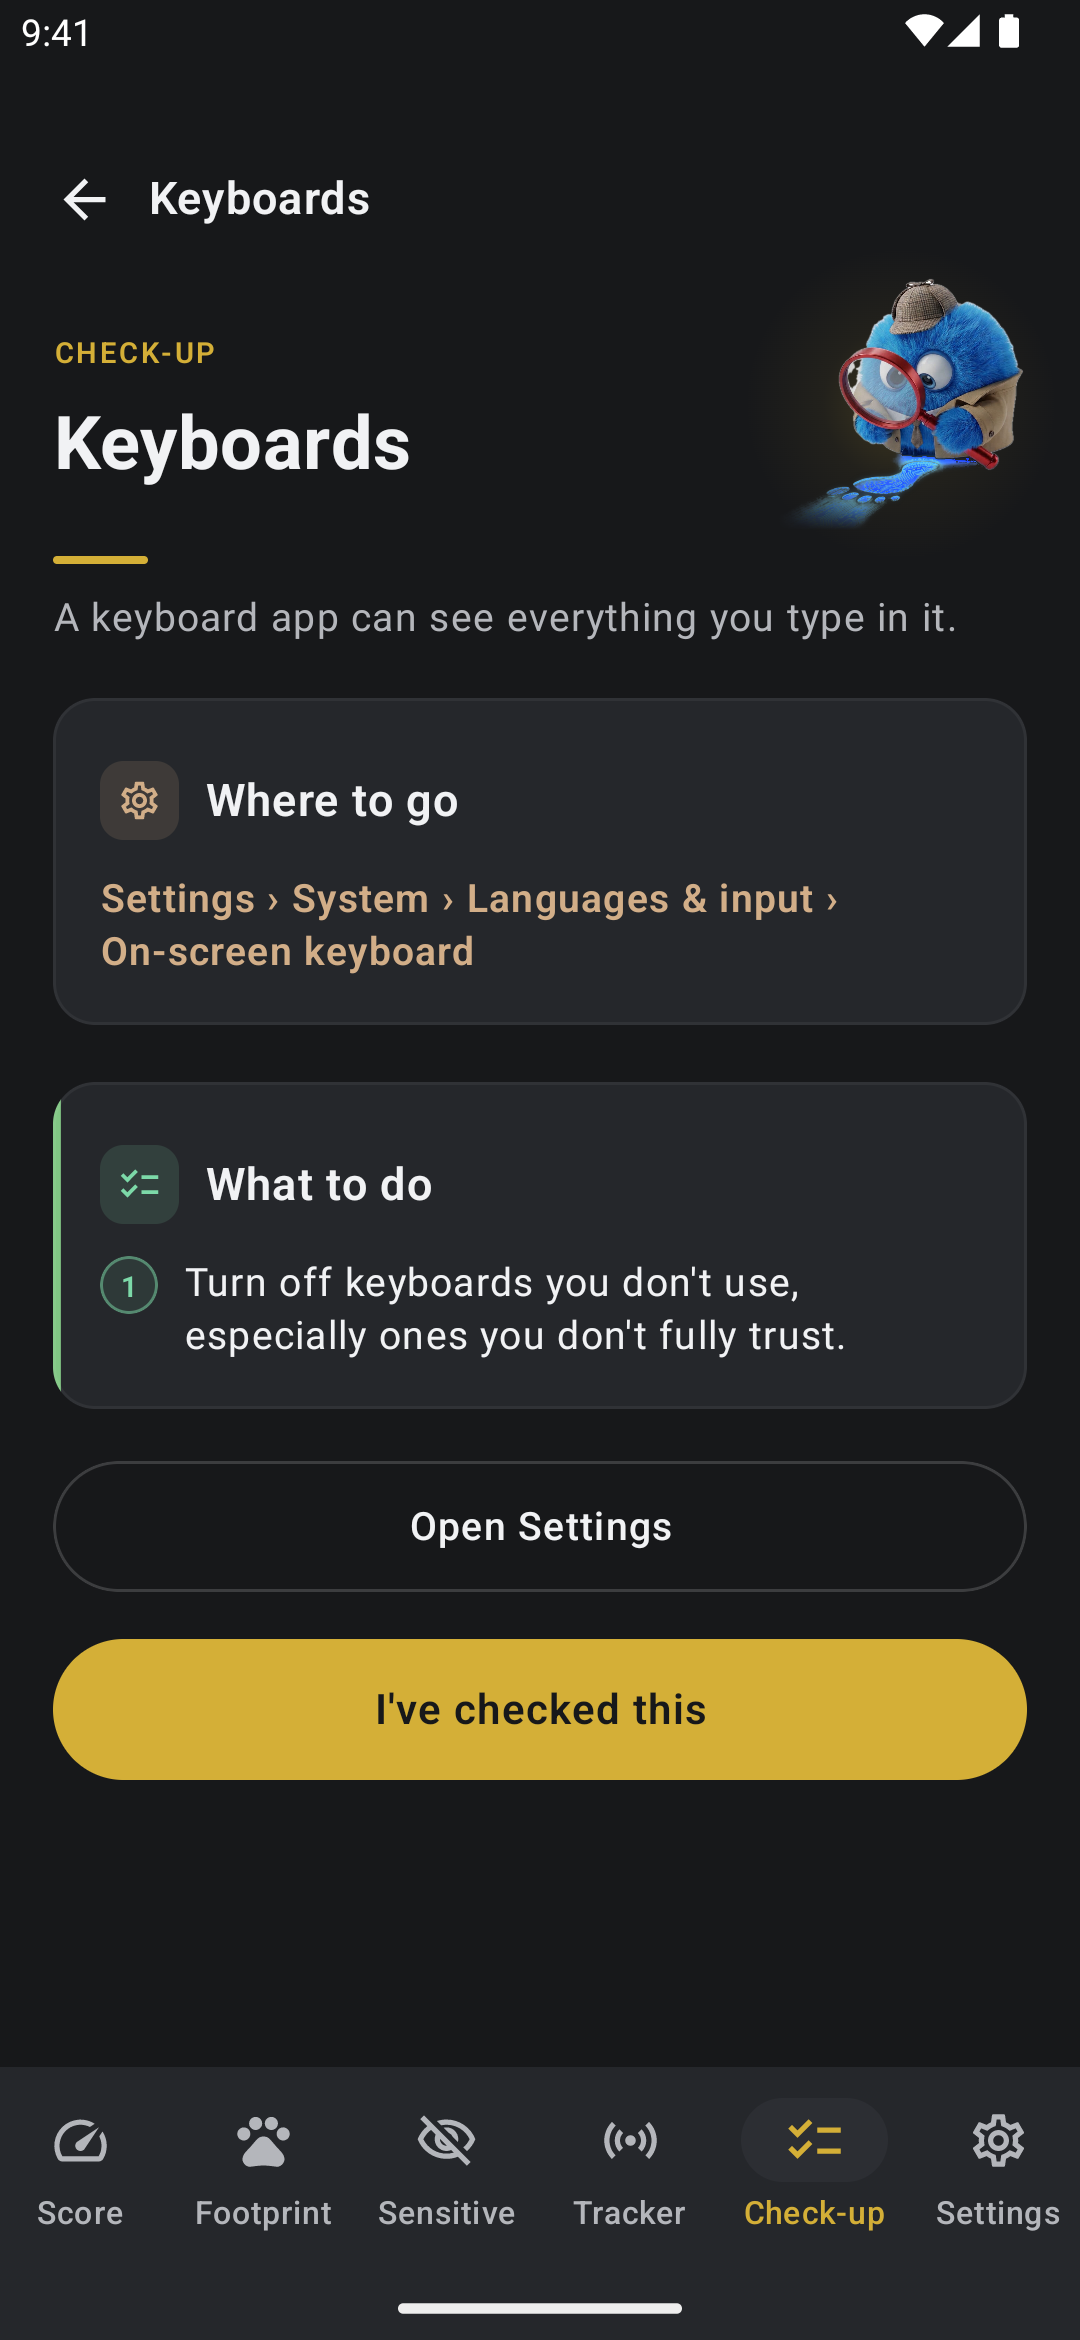 9:41
Keyboards
CHECK-UP
Keyboards
A keyboard app can see everything you type in it.
Where to go
Settings › System › Languages & input ›
On-screen keyboard
What to do
1
Turn off keyboards you don't use,
especially ones you don't fully trust.
Open Settings
I've checked this
Score
Footprint
Sensitive
Tracker
Check-up
Settings